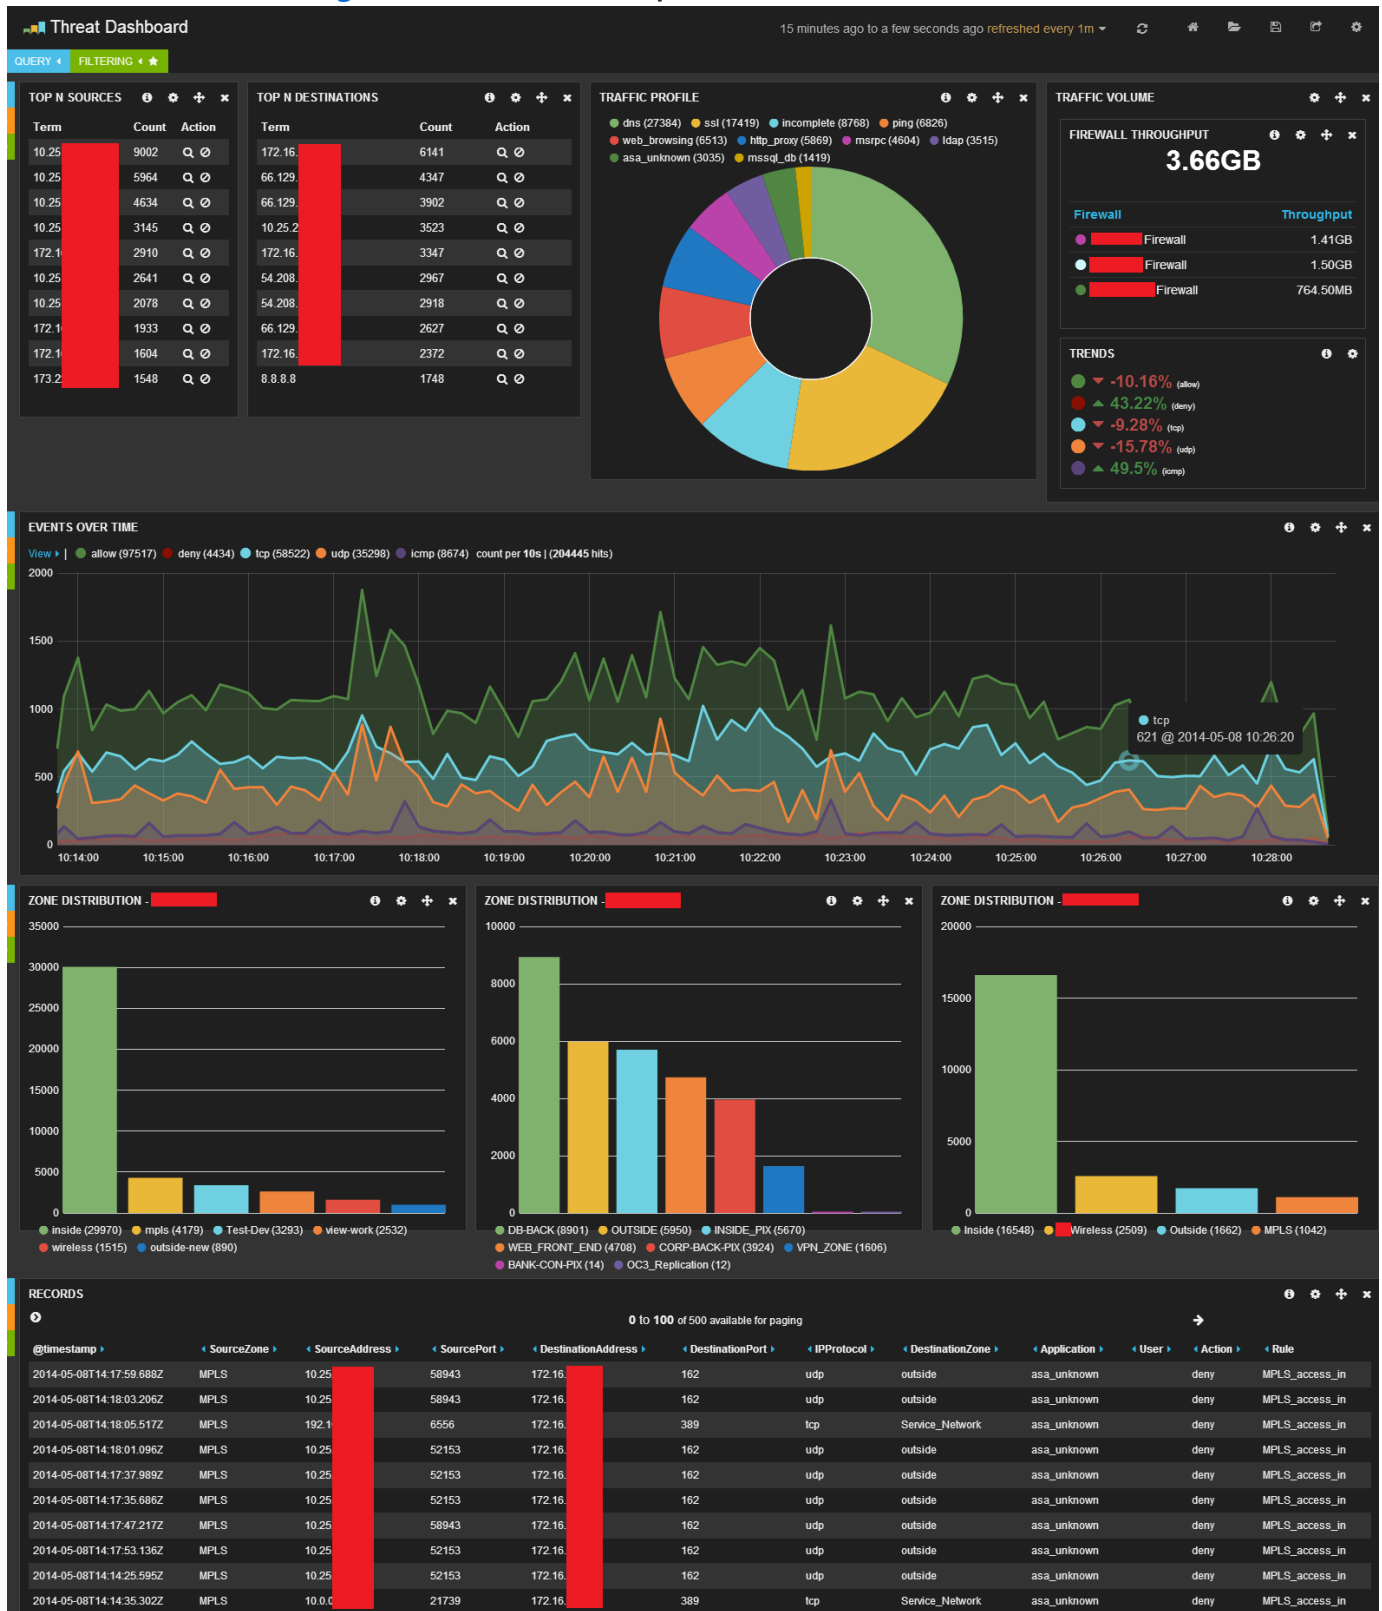 Threat Dashboard
15 minutes ago to a few seconds ago refreshed every 1m
QUERY FILTERING
TOP N SOURCES
Term Count Action
10.25 9002
10.25 5964
10.25 4634
10.25 3145
172.1 2910
10.25 2641
10.25 2078
172.1 1933
172.1 1604
173.2 1548
TOP N DESTINATIONS
Term Count Action
172.16. 6141
66.129. 4347
66.129. 3902
10.25.2 3523
172.16. 3347
54.208. 2967
54.208. 2918
66.129. 2627
172.16. 2372
8.8.8.8 1748
TRAFFIC PROFILE
dns (27384) ssl (17419) incomplete (8768) ping (6826)
web_browsing (6513) http_proxy (5869) msrpc (4604) ldap (3515)
asa_unknown (3035) mssql_db (1419)
TRAFFIC VOLUME
FIREWALL THROUGHPUT
3.66GB
Firewall Throughput
Firewall 1.41GB
Firewall 1.50GB
Firewall 764.50MB
TRENDS
-10.16% (allow)
43.22% (deny)
-9.28% (tcp)
-15.78% (udp)
49.5% (icmp)
EVENTS OVER TIME
View | allow (97517) deny (4434) tcp (58522) udp (35298) icmp (8674) count per 10s | (204445 hits)
2000
1500
1000
500
0
tcp
621 @ 2014-05-08 10:26:20
10:14:00 10:15:00 10:16:00 10:17:00 10:18:00 10:19:00 10:20:00 10:21:00 10:22:00 10:23:00 10:24:00 10:25:00 10:26:00 10:27:00 10:28:00
ZONE DISTRIBUTION -
35000
30000
25000
20000
15000
10000
5000
0
inside (29970) mpls (4179) Test-Dev (3293) view-work (2532)
wireless (1515) outside-new (890)
ZONE DISTRIBUTION -
10000
8000
6000
4000
2000
0
DB-BACK (8901) OUTSIDE (5950) INSIDE_PIX (5670)
WEB_FRONT_END (4708) CORP-BACK-PIX (3924) VPN_ZONE (1606)
BANK-CON-PIX (14) OC3_Replication (12)
ZONE DISTRIBUTION -
20000
15000
10000
5000
0
Inside (16548) Wireless (2509) Outside (1662) MPLS (1042)
RECORDS
0 to 100 of 500 available for paging
@timestamp SourceZone SourceAddress SourcePort DestinationAddress DestinationPort IPProtocol DestinationZone Application User Action Rule
2014-05-08T14:17:59.688Z MPLS 10.25 58943 172.16. 162 udp outside asa_unknown deny MPLS_access_in
2014-05-08T14:18:03.206Z MPLS 10.25 58943 172.16. 162 udp outside asa_unknown deny MPLS_access_in
2014-05-08T14:18:05.517Z MPLS 192.1 6556 172.16. 389 tcp Service_Network asa_unknown deny MPLS_access_in
2014-05-08T14:18:01.096Z MPLS 10.25 52153 172.16. 162 udp outside asa_unknown deny MPLS_access_in
2014-05-08T14:17:37.989Z MPLS 10.25 52153 172.16. 162 udp outside asa_unknown deny MPLS_access_in
2014-05-08T14:17:35.686Z MPLS 10.25 52153 172.16. 162 udp outside asa_unknown deny MPLS_access_in
2014-05-08T14:17:47.217Z MPLS 10.25 58943 172.16. 162 udp outside asa_unknown deny MPLS_access_in
2014-05-08T14:17:53.136Z MPLS 10.25 52153 172.16. 162 udp outside asa_unknown deny MPLS_access_in
2014-05-08T14:14:25.595Z MPLS 10.25 52153 172.16. 162 udp outside asa_unknown deny MPLS_access_in
2014-05-08T14:14:35.302Z MPLS 10.0.0 21739 172.16. 389 tcp Service_Network asa_unknown deny MPLS_access_in